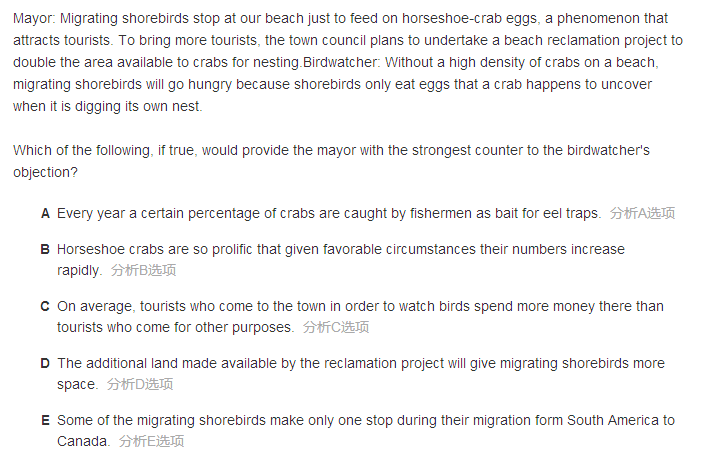 Mayor: Migrating shorebirds stop at our beach just to feed on horseshoe-crab eggs, a phenomenon that
attracts tourists. To bring more tourists, the town council plans to undertake a beach reclamation project to
double the area available to crabs for nesting.Birdwatcher: Without a high density of crabs on a beach,
migrating shorebirds will go hungry because shorebirds only eat eggs that a crab happens to uncover
when it is digging its own nest.
Which of the following, if true, would provide the mayor with the strongest counter to the birdwatcher's
objection?
A Every year a certain percentage of crabs are caught by fishermen as bait for eel traps. 分析A选项
B Horseshoe crabs are so prolific that given favorable circumstances their numbers increase
rapidly. 分析B选项
C On average, tourists who come to the town in order to watch birds spend more money there than
tourists who come for other purposes. 分析C选项
D The additional land made available by the reclamation project will give migrating shorebirds more
space. 分析D选项
E Some of the migrating shorebirds make only one stop during their migration form South America to
Canada. 分析E选项